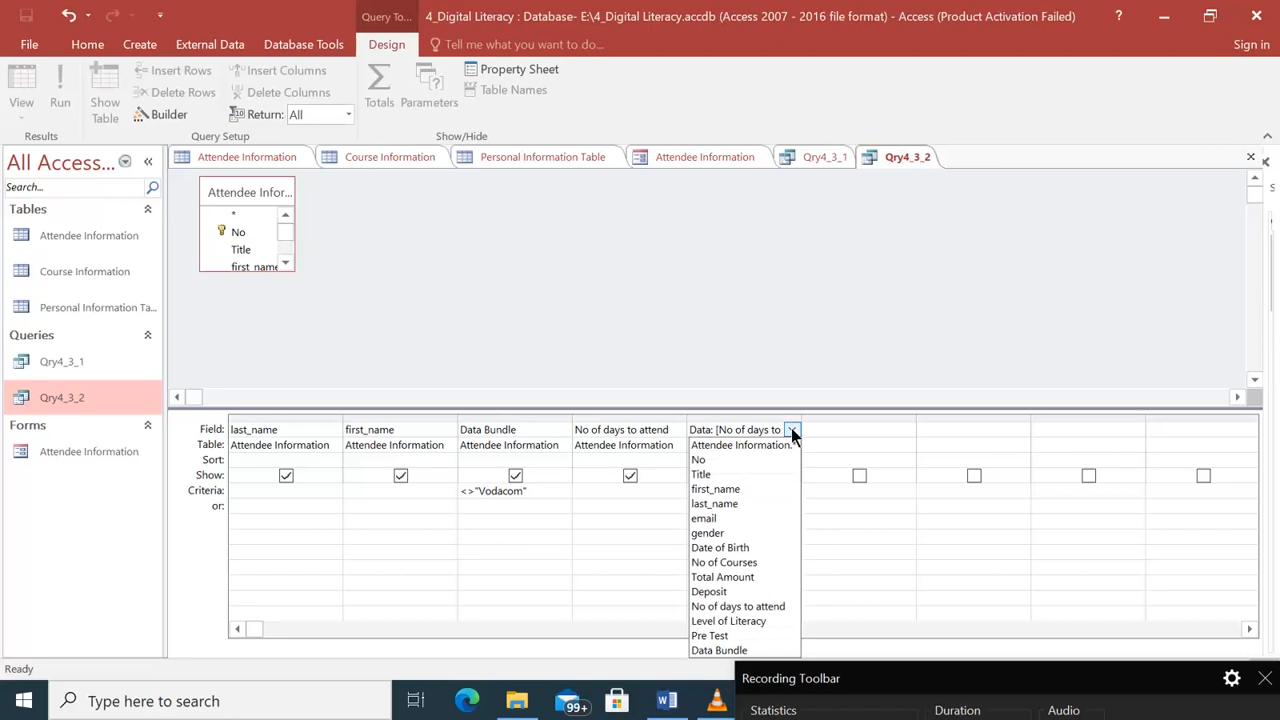 Query To...
4_Digital Literacy : Database- E:\4_Digital Literacy.accdb (Access 2007 - 2016 file format) - Access (Product Activation Failed)
?
File Home Create External Data Database Tools Design Tell me what you want to do... Sign in
View Run Show Table
Insert Rows
Delete Rows
Builder
Insert Columns
Delete Columns
Return: All
Totals Parameters
Property Sheet
Table Names
Results Query Setup Show/Hide
All Access...
Search...
Tables
Attendee Information
Course Information
Personal Information Ta...
Queries
Qry4_3_1
Qry4_3_2
Forms
Attendee Information
Attendee Information Course Information Personal Information Table Attendee Information Qry4_3_1 Qry4_3_2
Attendee Infor...
*
No
Title
first_name
Field: last_name first_name Data Bundle No of days to attend Data: [No of days to
Table: Attendee Information Attendee Information Attendee Information Attendee Information
Sort:
Show:
Criteria: <>"Vodacom"
or:
Attendee Information.
No
Title
first_name
last_name
email
gender
Date of Birth
No of Courses
Total Amount
Deposit
No of days to attend
Level of Literacy
Pre Test
Data Bundle
Ready
Type here to search
99+
Recording Toolbar
Statistics Duration Audio